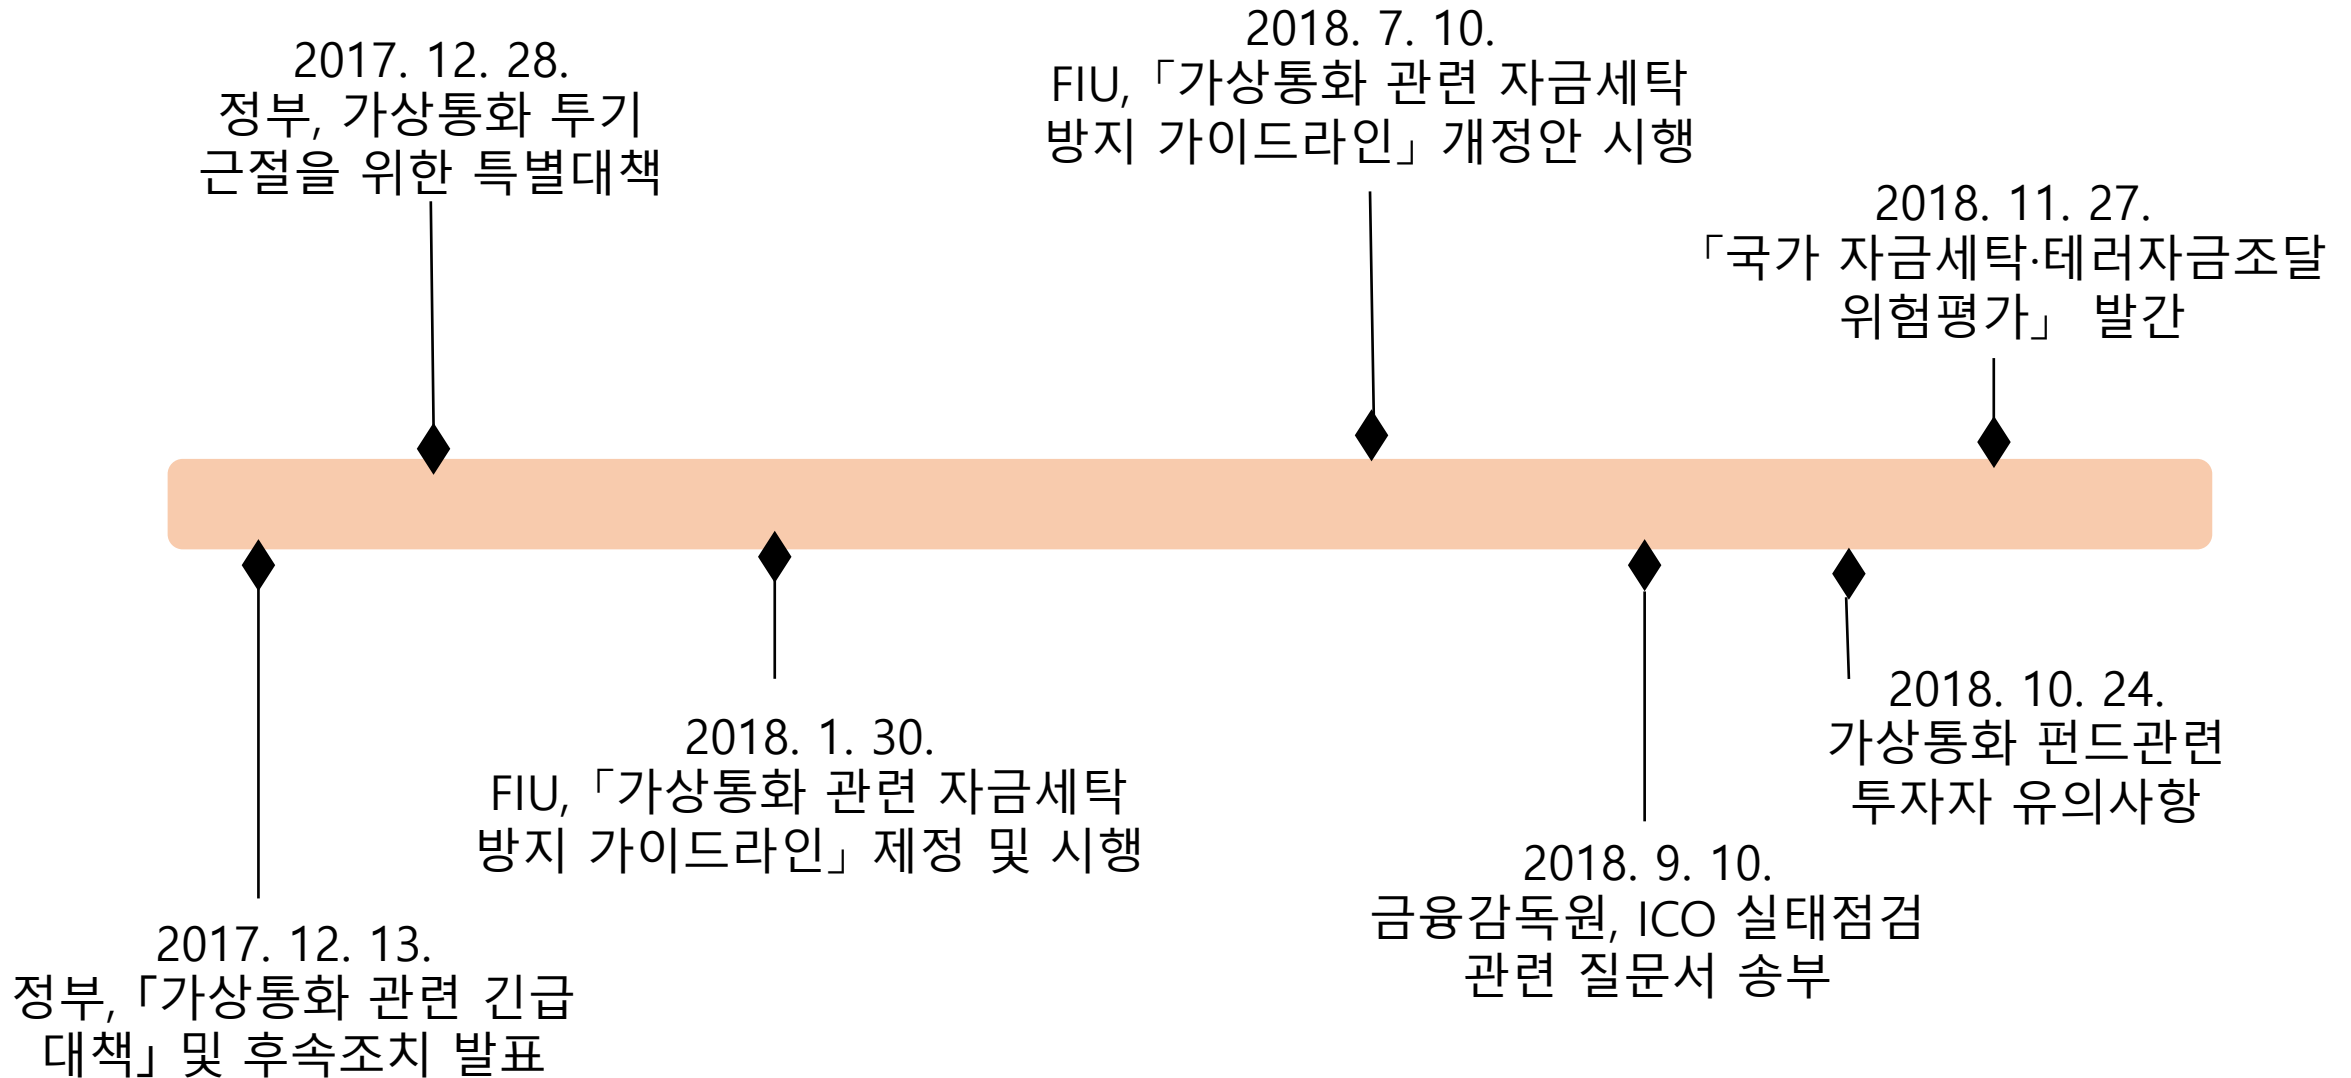 2017. 12. 28.
정부, 가상통화 투기
근절을 위한 특별대책
2018. 7. 10.
FIU,「가상통화 관련 자금세탁
방지 가이드라인」 개정안 시행
2018. 11. 27.
「국가 자금세탁·테러자금조달
위험평가」 발간
2017. 12. 13.
정부,「가상통화 관련 긴급
대책」 및 후속조치 발표
2018. 1. 30.
FIU,「가상통화 관련 자금세탁
방지 가이드라인」 제정 및 시행
2018. 9. 10.
금융감독원, ICO 실태점검
관련 질문서 송부
2018. 10. 24.
가상통화 펀드관련
투자자 유의사항